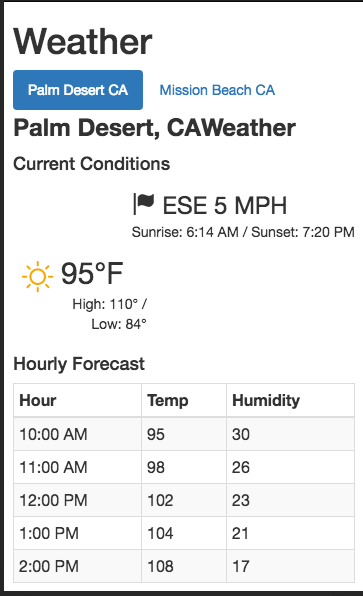 Weather
Palm Desert CA Mission Beach CA
Palm Desert, CAWeather
Current Conditions
ESE 5 MPH
Sunrise: 6:14 AM / Sunset: 7:20 PM
95°F
High: 110° /
Low: 84°
Hourly Forecast
Hour Temp Humidity
10:00 AM 95 30
11:00 AM 98 26
12:00 PM 102 23
1:00 PM 104 21
2:00 PM 108 17